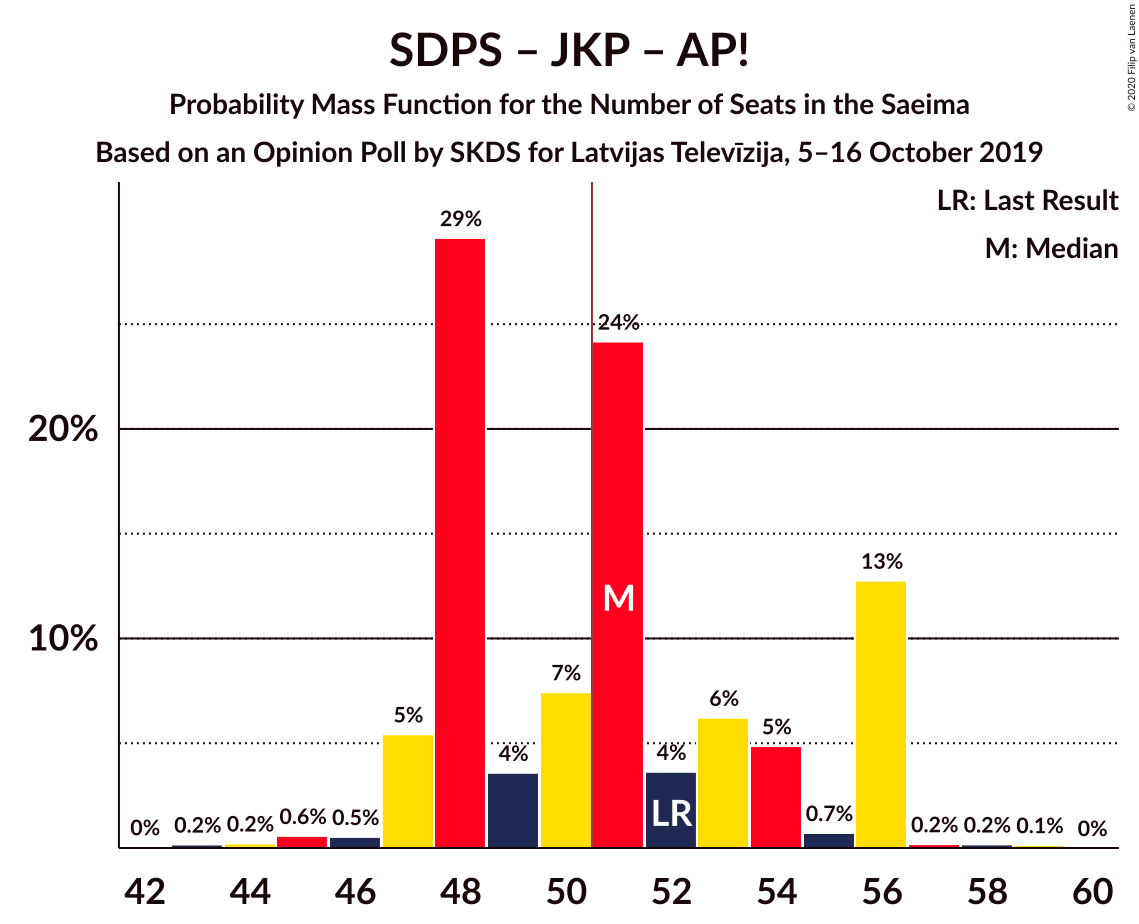 SDPS – JKP – AP!
Probability Mass Function for the Number of Seats in the Saeima
Based on an Opinion Poll by SKDS for Latvijas Televīzija, 5–16 October 2019
© 2020 Filip van Laenen
LR: Last Result
M: Median
20%
10%
0%
0.2%
0.2%
0.6%
0.5%
5%
29%
4%
7%
24%
4%
6%
5%
0.7%
13%
0.2%
0.2%
0.1%
0%
M
LR
42 44 46 48 50 52 54 56 58 60